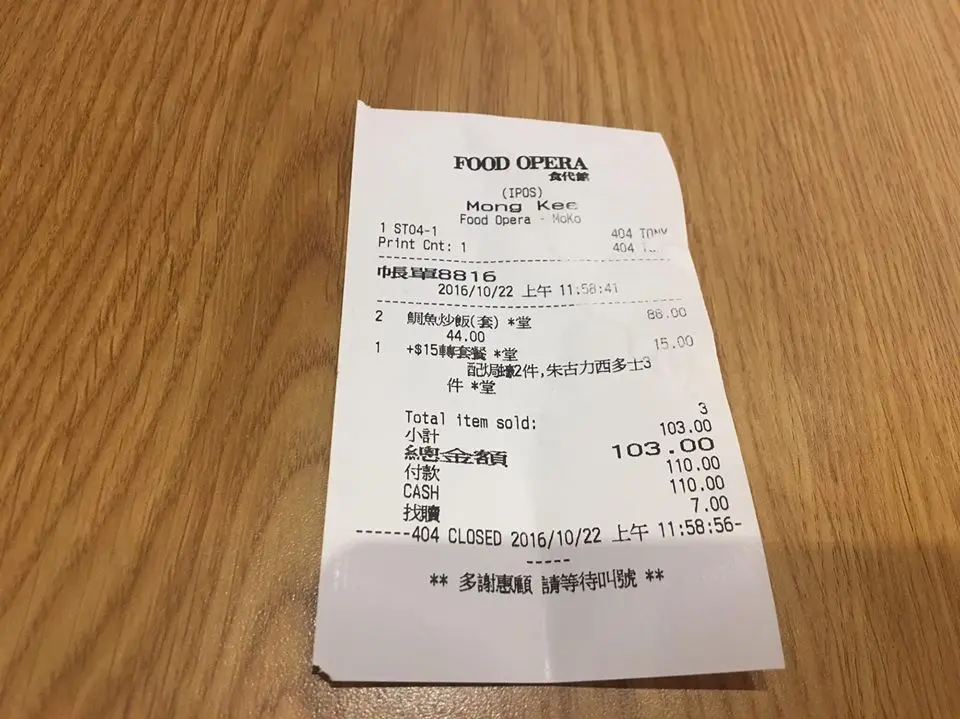 FOOD OPERA
食代館
(IPOS)
Mong Kee
Food Opera - MoKo
1 ST04-1 404 TONY
Print Cnt: 1 404
帳單8816
2016/10/22 上午 11:58:41
2 鯛魚炒飯(套) *堂 88.00
44.00
1 +$15轉套餐 *堂 15.00
配焗蠔2件,朱古力西多士3
件 *堂
Total item sold: 3
小計 103.00
總金額 103.00
付款 110.00
CASH 110.00
找贖 7.00
------404 CLOSED 2016/10/22 上午 11:58:56-
-----
** 多謝惠顧 請等待叫號 **